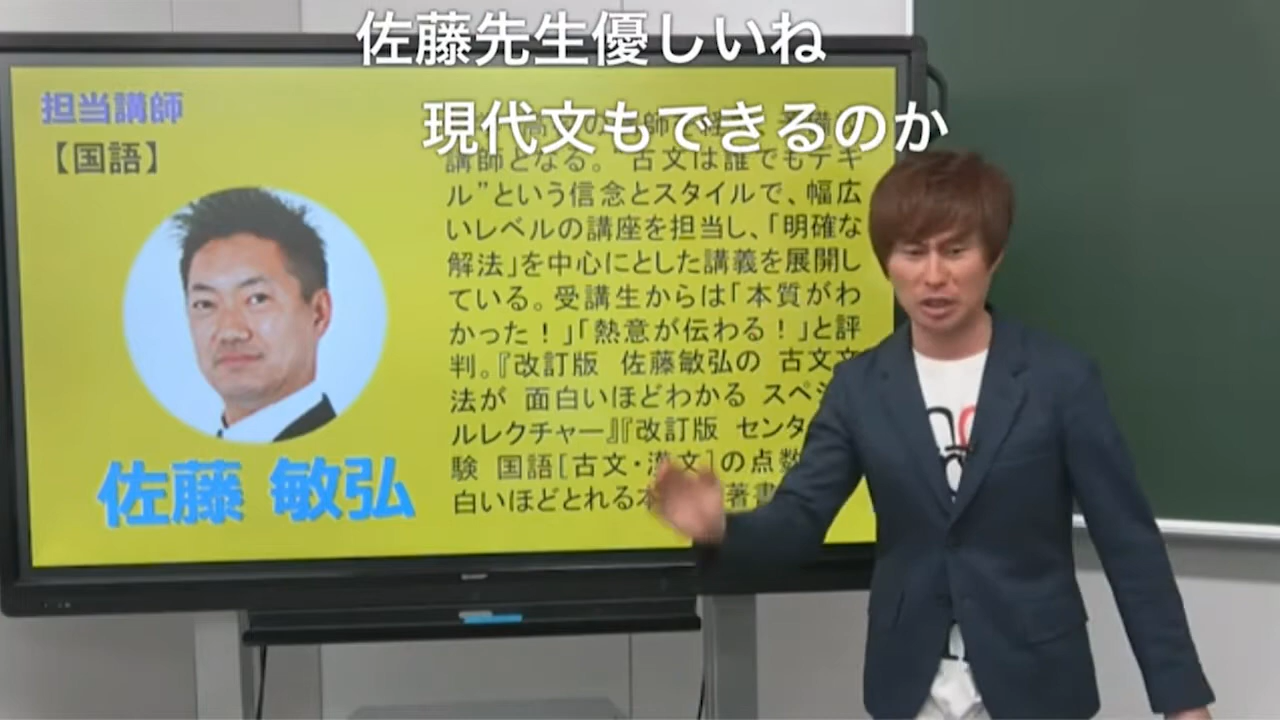 佐藤先生優しいね
現代文もできるのか
担当講師
【国語】
講師となる。“古文は誰でもデキ
ル”という信念とスタイルで、幅広
いレベルの講座を担当し、「明確な
解法」を中心にとした講義を展開し
ている。受講生からは「本質がわ
かった！」「熱意が伝わる！」と評
判。『改訂版 佐藤敏弘の 古文文
法が 面白いほどわかる スペシ
ルレクチャー』『改訂版 センタ
験 国語[古文・漢文]の点数
白いほどとれる本
著書
佐藤 敏弘
SHARP